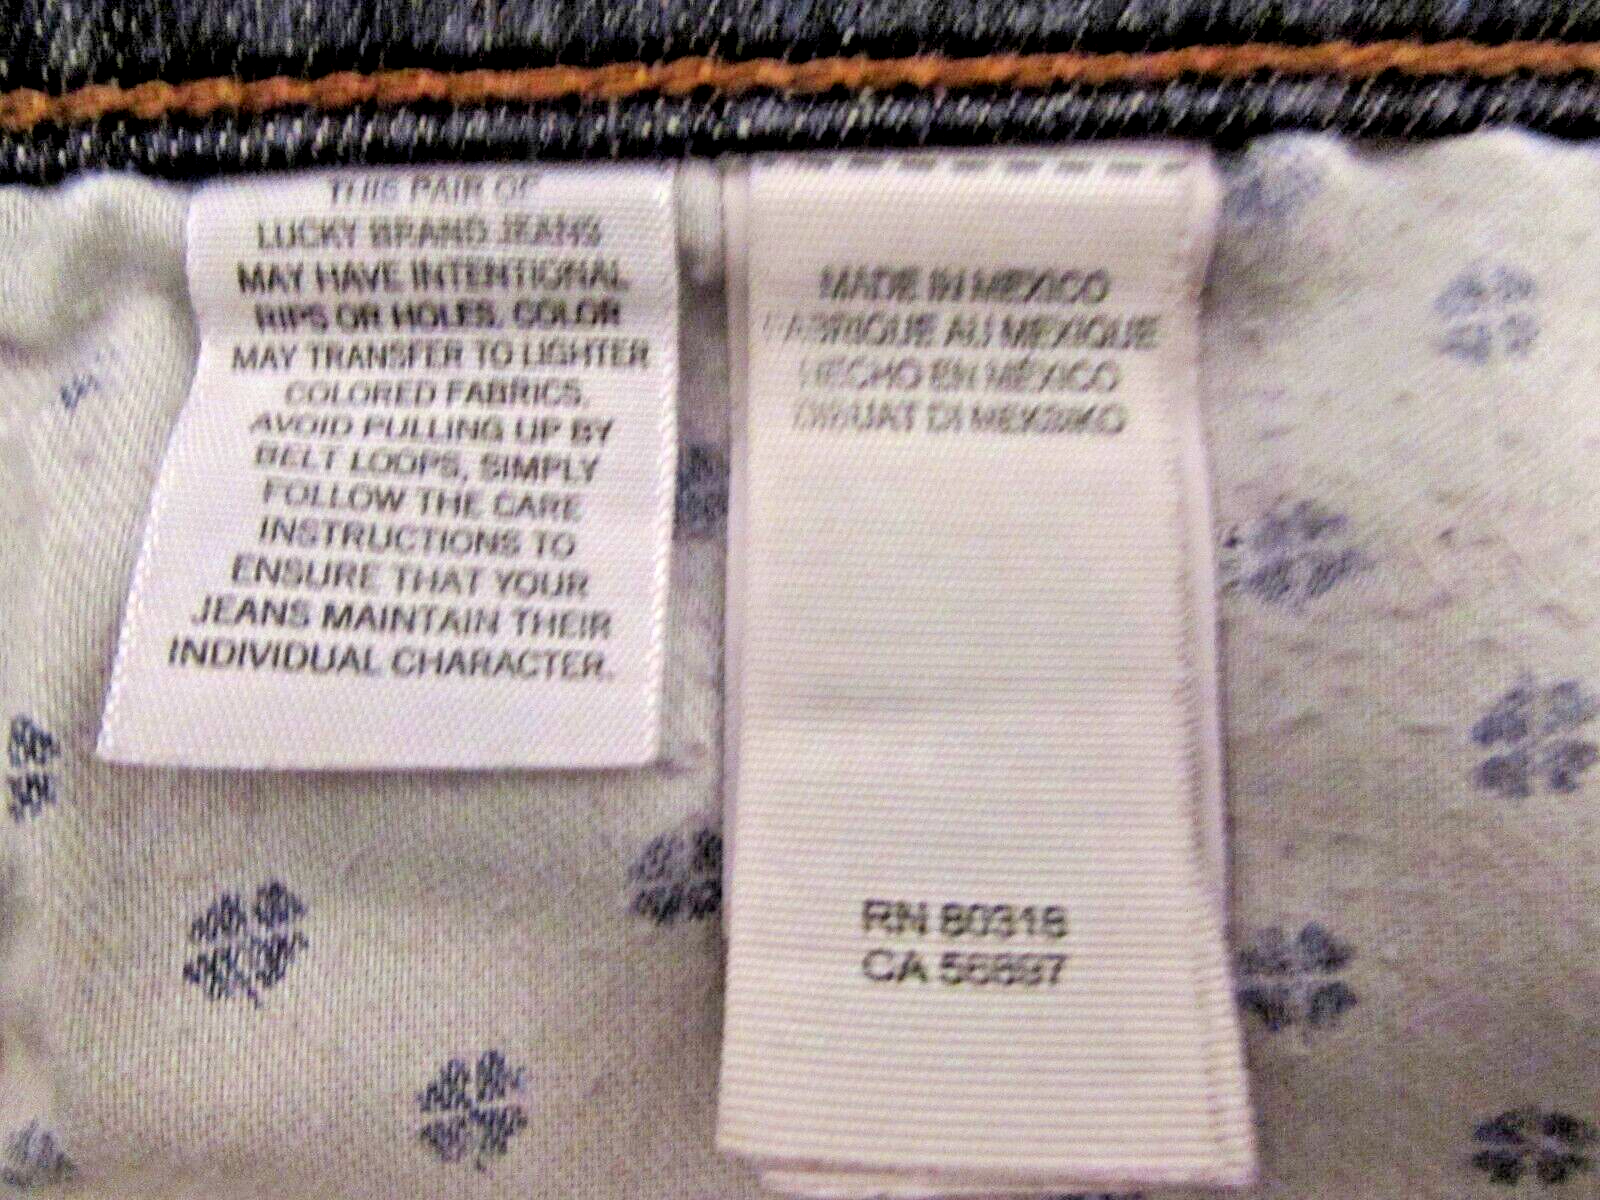 THIS PAIR OF
LUCKY BRAND JEANS
MAY HAVE INTENTIONAL
RIPS OR HOLES. COLOR
MAY TRANSFER TO LIGHTER
COLORED FABRICS.
AVOID PULLING UP BY
BELT LOOPS, SIMPLY
FOLLOW THE CARE
INSTRUCTIONS TO
ENSURE THAT YOUR
JEANS MAINTAIN THEIR
INDIVIDUAL CHARACTER.
MADE IN MEXICO
FABRIQUE AU MEXIQUE
HECHO EN MÉXICO
DIBUAT DI MEKSIKO
RN 80318
CA 56897